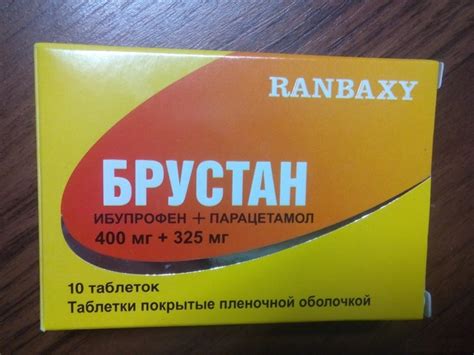 RANBAXY
БРУСТАН
ИБУПРОФЕН + ПАРАЦЕТАМОЛ
400 мг + 325 мг
10 таблеток
Таблетки покрытые пленочной оболочкой